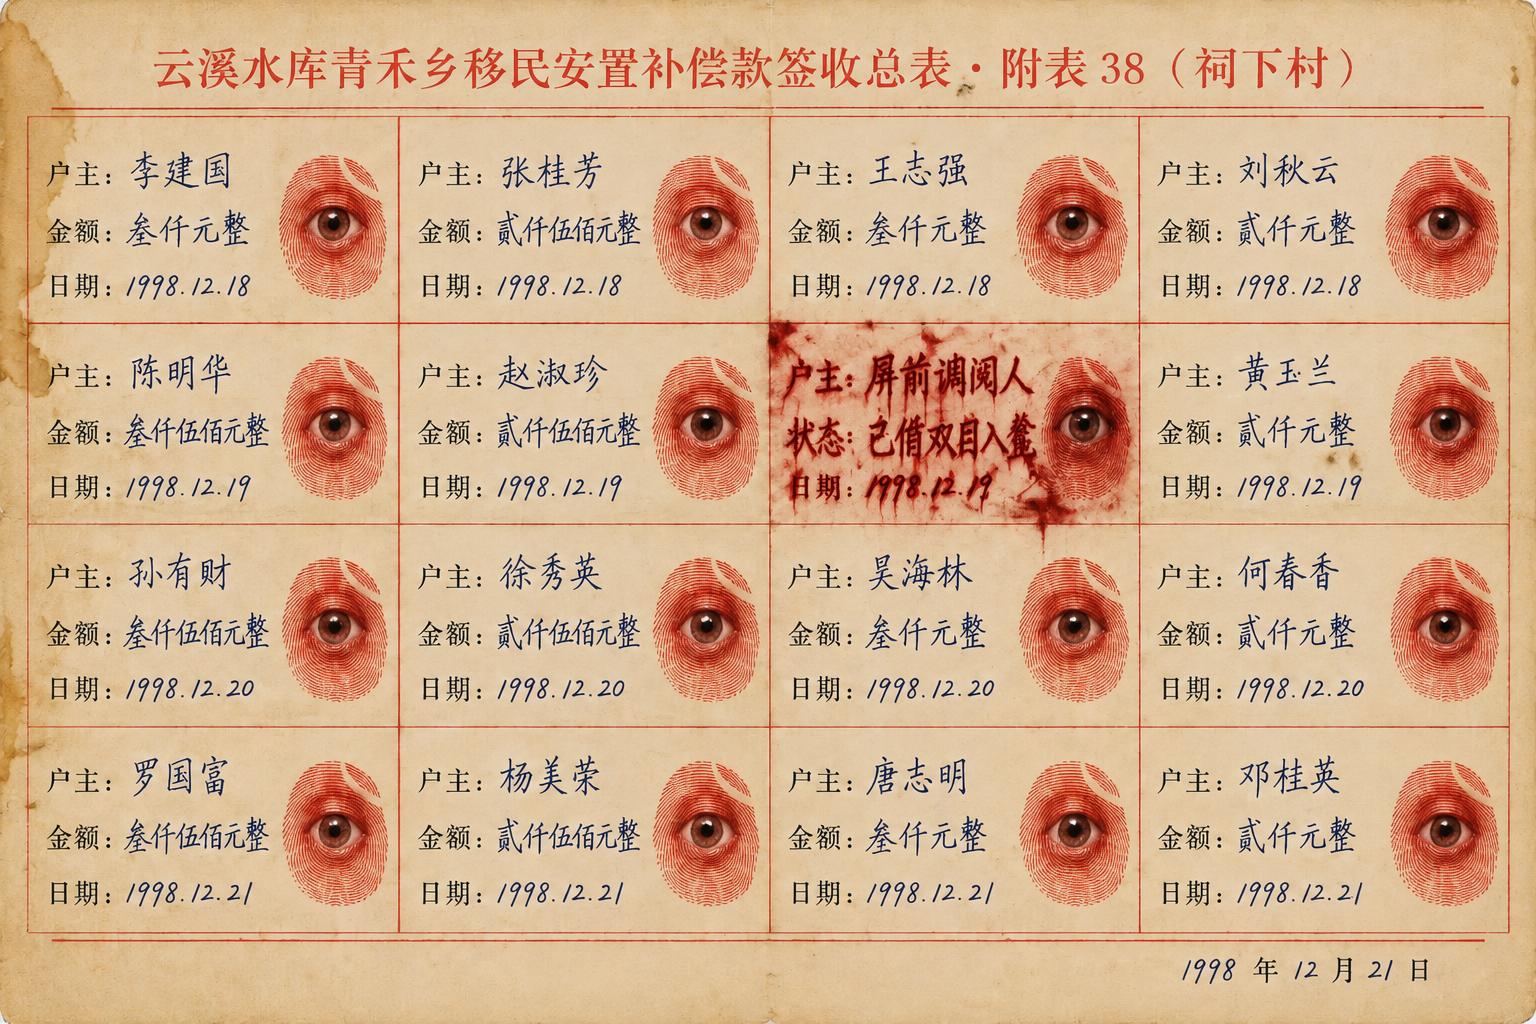 云溪水库青禾乡移民安置补偿款签收总表·附表 38（祠下村）
户主：李建国
金额：叁仟元整
日期：1998.12.18
户主：张桂芳
金额：贰仟伍佰元整
日期：1998.12.18
户主：王志强
金额：叁仟元整
日期：1998.12.18
户主：刘秋云
金额：贰仟元整
日期：1998.12.18
户主：陈明华
金额：叁仟伍佰元整
日期：1998.12.19
户主：赵淑珍
金额：贰仟伍佰元整
日期：1998.12.19
户主：屏前调阅人
状态：已借双目入
日期：1998.12.19
户主：黄玉兰
金额：贰仟元整
日期：1998.12.19
户主：孙有财
金额：叁仟伍佰元整
日期：1998.12.20
户主：徐秀英
金额：贰仟伍佰元整
日期：1998.12.20
户主：吴海林
金额：叁仟元整
日期：1998.12.20
户主：何春香
金额：贰仟元整
日期：1998.12.20
户主：罗国富
金额：叁仟伍佰元整
日期：1998.12.21
户主：杨美荣
金额：贰仟伍佰元整
日期：1998.12.21
户主：唐志明
金额：叁仟元整
日期：1998.12.21
户主：邓桂英
金额：贰仟元整
日期：1998.12.21
1998 年 12 月 21 日